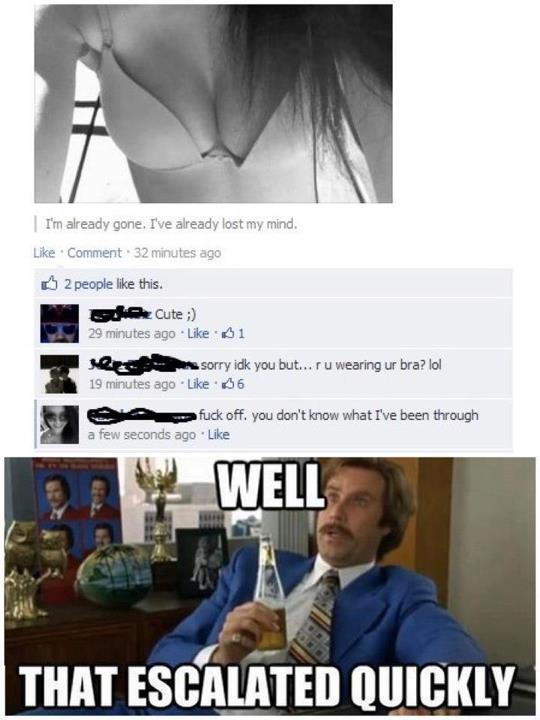 I'm already gone. I've already lost my mind.
Like · Comment · 32 minutes ago
2 people like this.
Cute ;)
29 minutes ago · Like · 1
sorry idk you but... r u wearing ur bra? lol
19 minutes ago · Like · 6
fuck off. you don't know what I've been through
a few seconds ago · Like
WELL
THAT ESCALATED QUICKLY